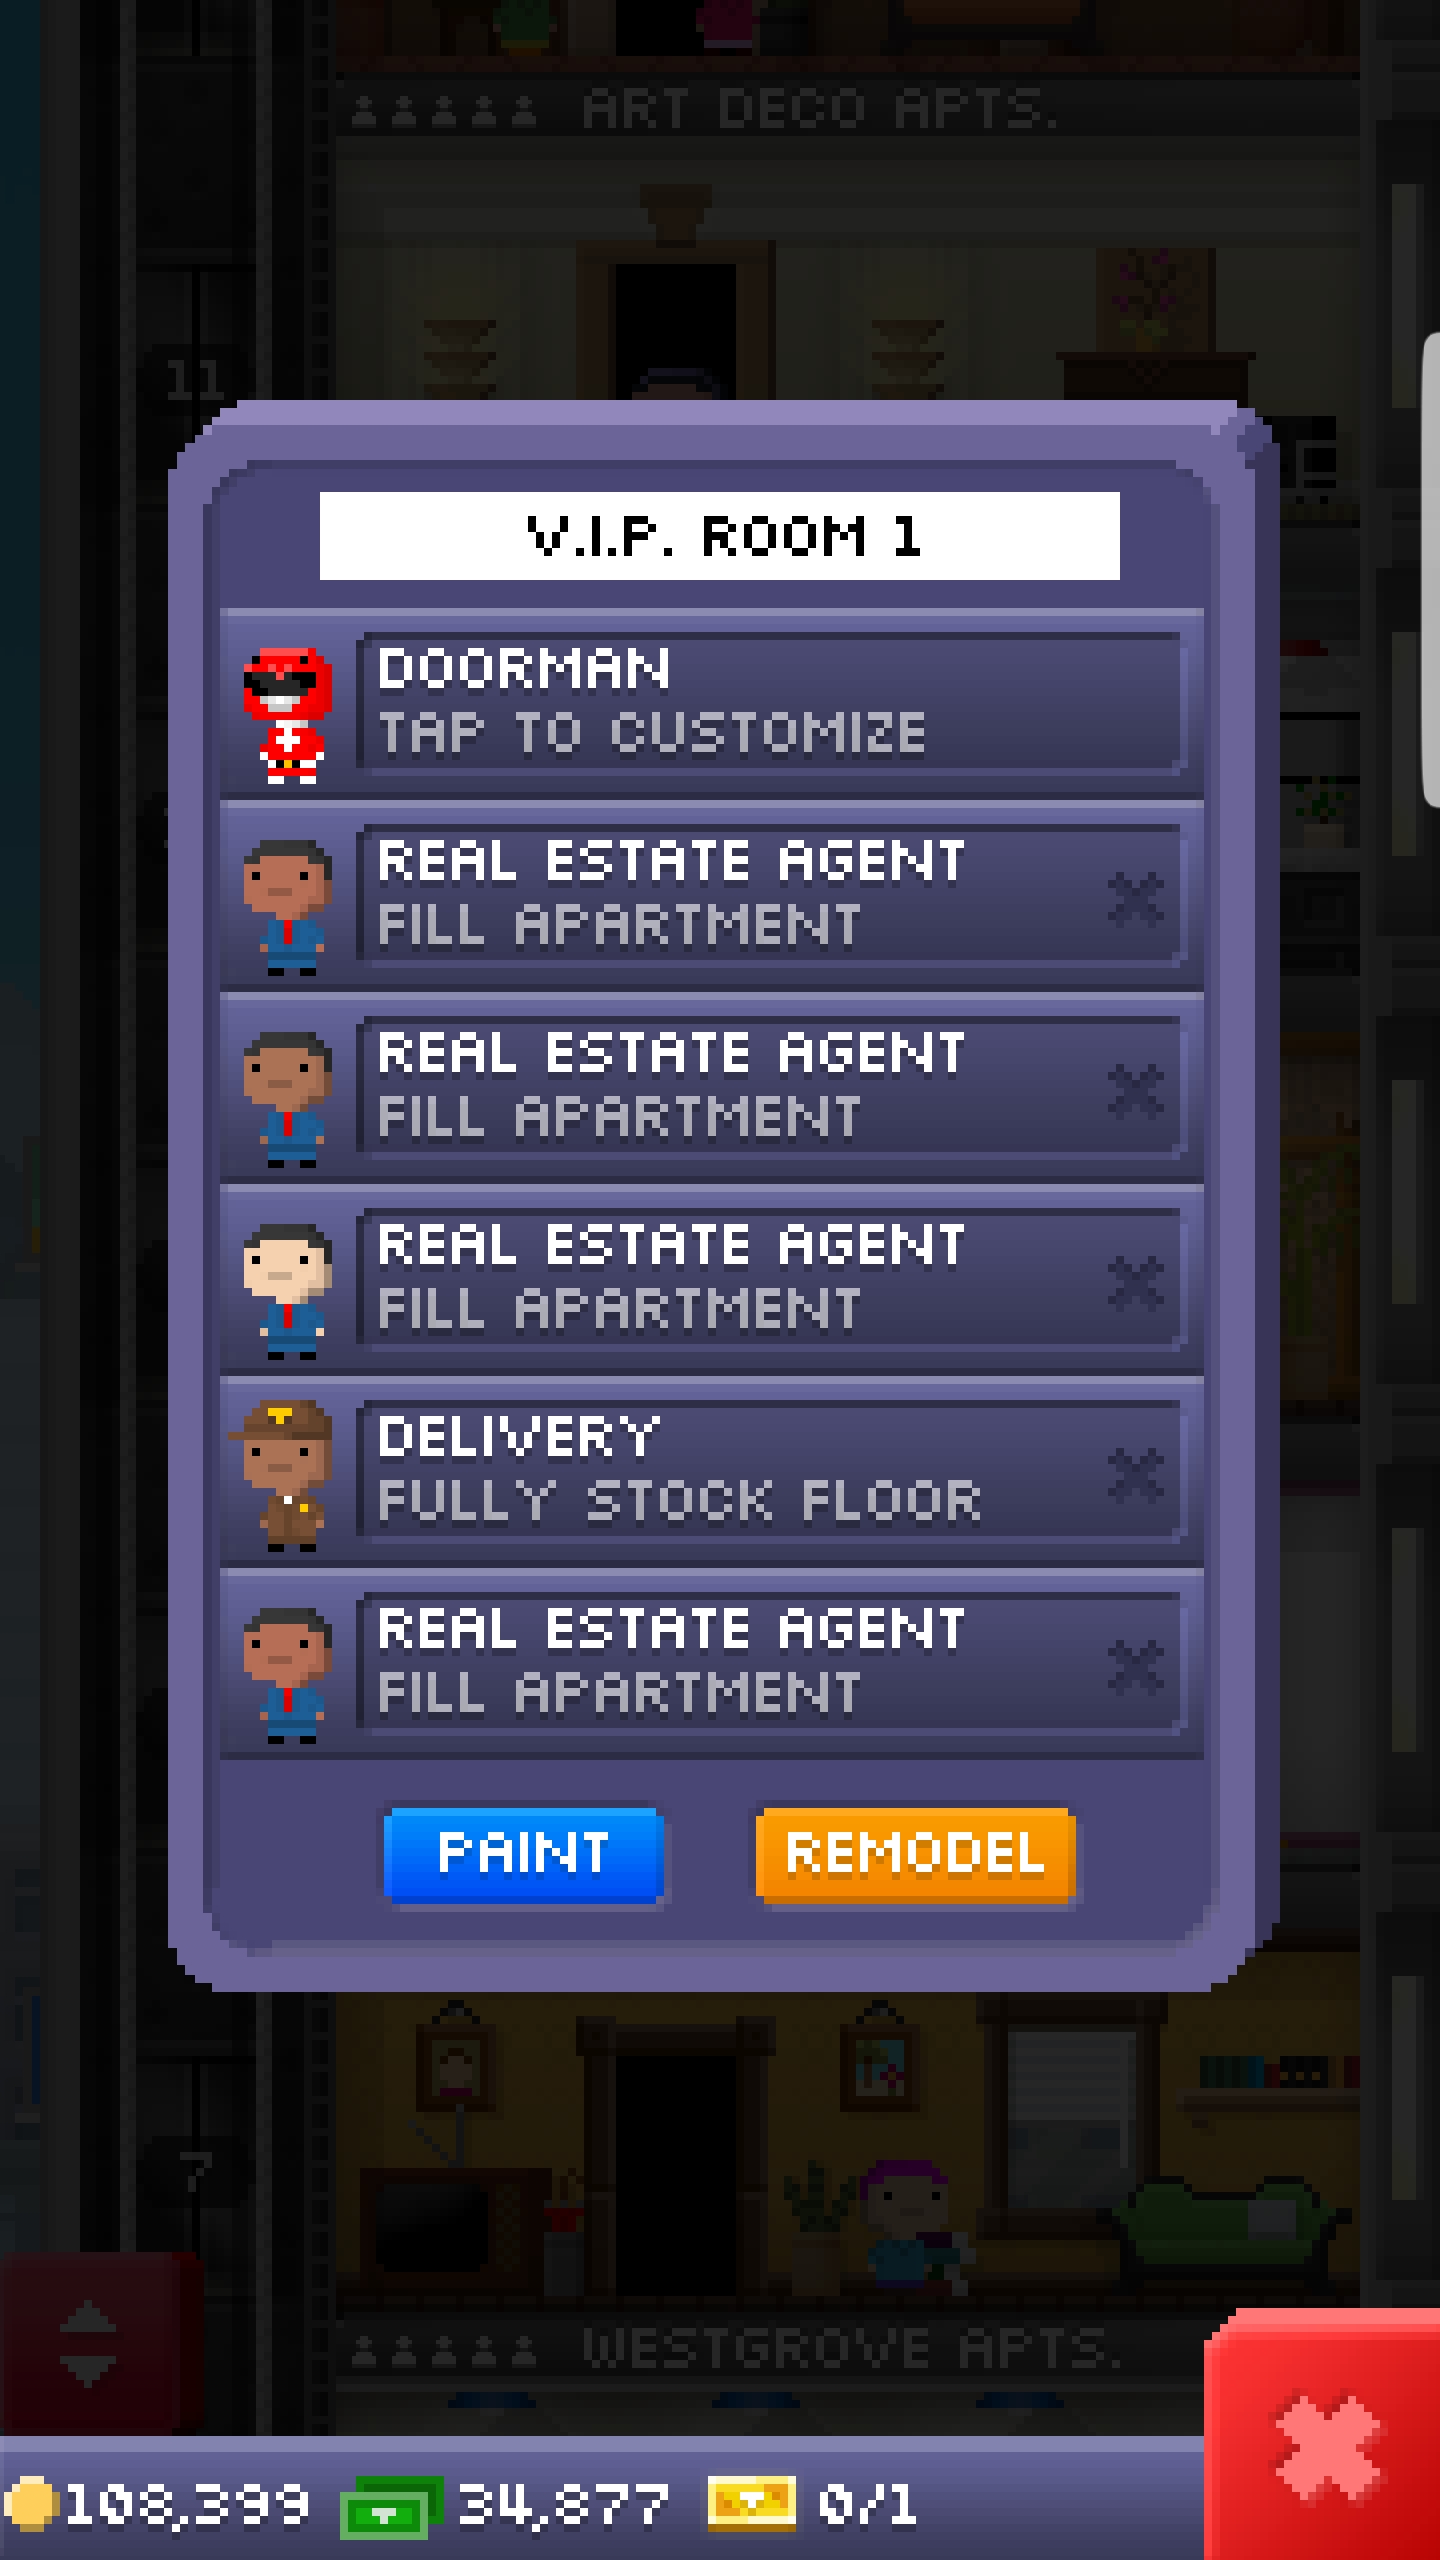 ART DECO APTS.
11
V.I.P. ROOM 1
DOORMAN
TAP TO CUSTOMIZE
REAL ESTATE AGENT
FILL APARTMENT
REAL ESTATE AGENT
FILL APARTMENT
REAL ESTATE AGENT
FILL APARTMENT
DELIVERY
FULLY STOCK FLOOR
REAL ESTATE AGENT
FILL APARTMENT
PAINT REMODEL
7
WESTGROVE APTS.
108,399 34,877 0/1